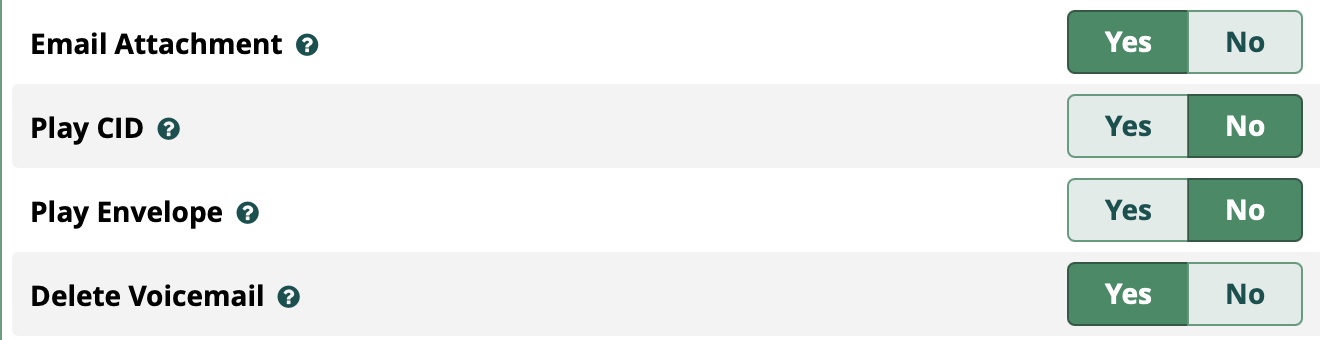 Email Attachment ? Yes No
Play CID ? Yes No
Play Envelope ? Yes No
Delete Voicemail ? Yes No